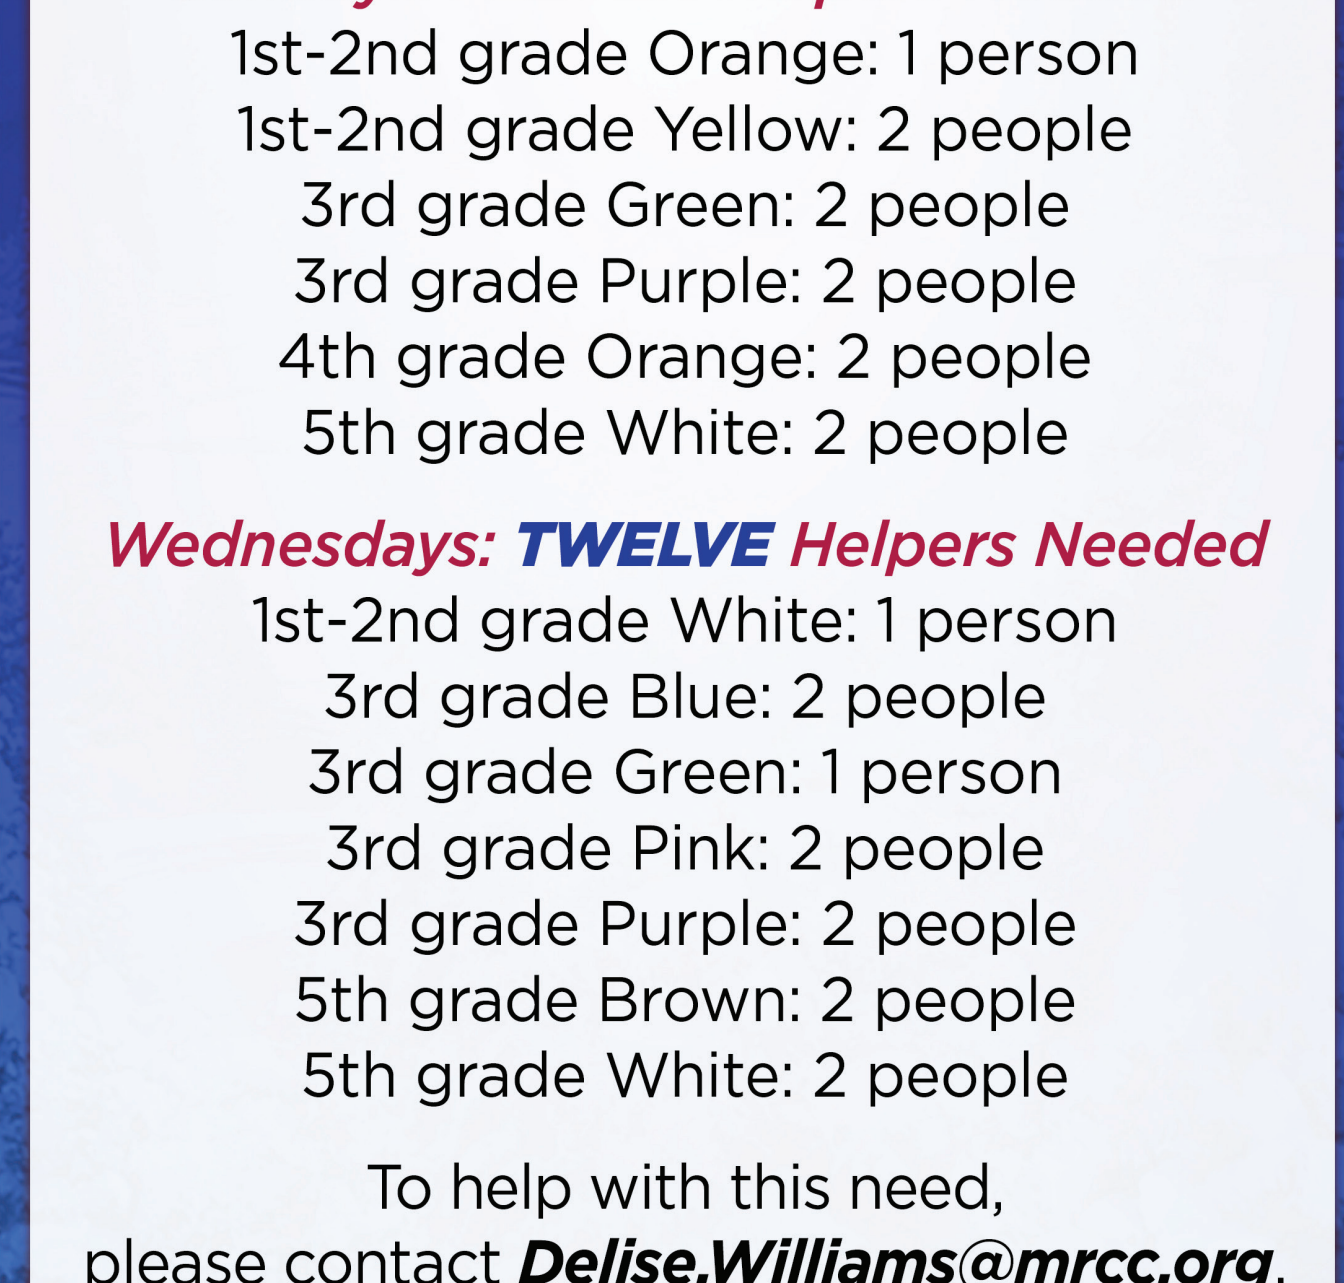 1st-2nd grade Orange: 1 person
1st-2nd grade Yellow: 2 people
3rd grade Green: 2 people
3rd grade Purple: 2 people
4th grade Orange: 2 people
5th grade White: 2 people
Wednesdays: TWELVE Helpers Needed
1st-2nd grade White: 1 person
3rd grade Blue: 2 people
3rd grade Green: 1 person
3rd grade Pink: 2 people
3rd grade Purple: 2 people
5th grade Brown: 2 people
5th grade White: 2 people
To help with this need,
please contact Delise.Williams@mrcc.org.